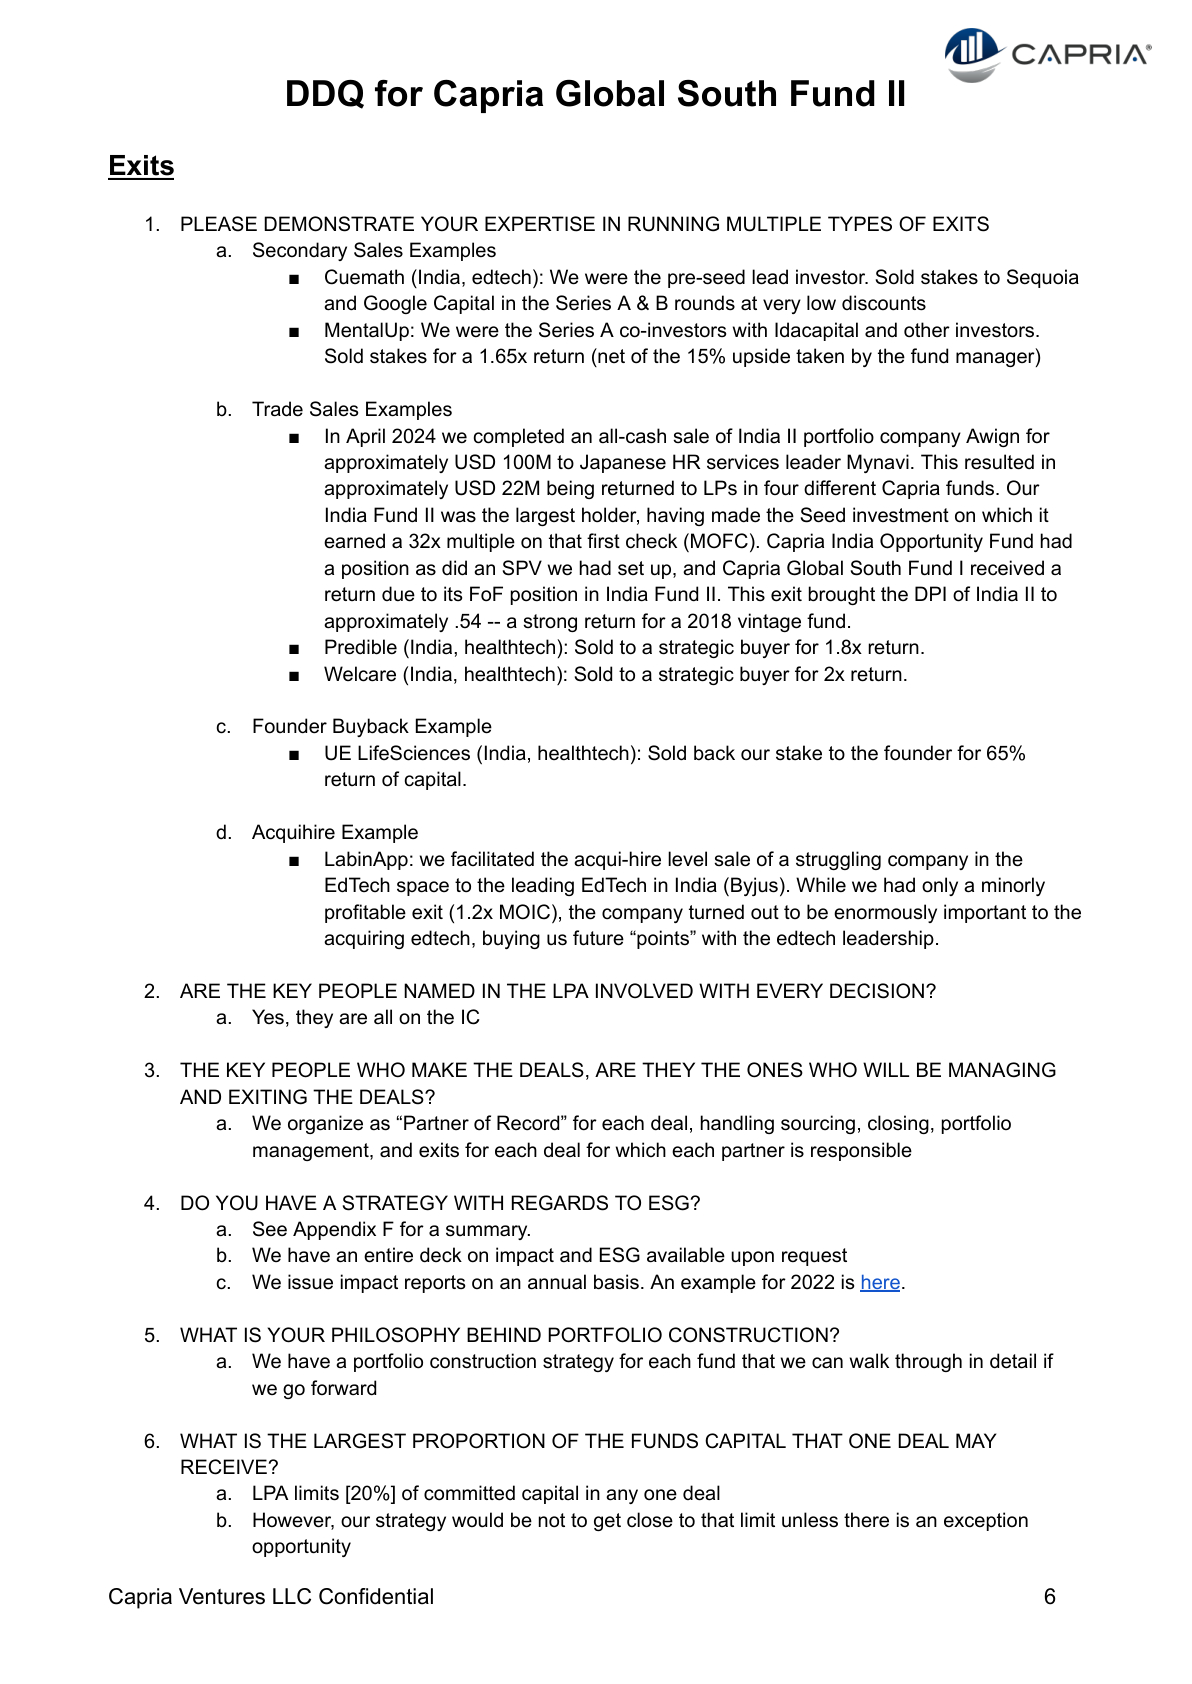 CAPRIA®
DDQ for Capria Global South Fund II
Exits
1. PLEASE DEMONSTRATE YOUR EXPERTISE IN RUNNING MULTIPLE TYPES OF EXITS
a. Secondary Sales Examples
■ Cuemath (India, edtech): We were the pre-seed lead investor. Sold stakes to Sequoia
and Google Capital in the Series A & B rounds at very low discounts
■ MentalUp: We were the Series A co-investors with Idacapital and other investors.
Sold stakes for a 1.65x return (net of the 15% upside taken by the fund manager)
b. Trade Sales Examples
■ In April 2024 we completed an all-cash sale of India II portfolio company Awign for
approximately USD 100M to Japanese HR services leader Mynavi. This resulted in
approximately USD 22M being returned to LPs in four different Capria funds. Our
India Fund II was the largest holder, having made the Seed investment on which it
earned a 32x multiple on that first check (MOFC). Capria India Opportunity Fund had
a position as did an SPV we had set up, and Capria Global South Fund I received a
return due to its FoF position in India Fund II. This exit brought the DPI of India II to
approximately .54 -- a strong return for a 2018 vintage fund.
■ Predible (India, healthtech): Sold to a strategic buyer for 1.8x return.
■ Welcare (India, healthtech): Sold to a strategic buyer for 2x return.
c. Founder Buyback Example
■ UE LifeSciences (India, healthtech): Sold back our stake to the founder for 65%
return of capital.
d. Acquihire Example
■ LabinApp: we facilitated the acqui-hire level sale of a struggling company in the
EdTech space to the leading EdTech in India (Byjus). While we had only a minorly
profitable exit (1.2x MOIC), the company turned out to be enormously important to the
acquiring edtech, buying us future “points” with the edtech leadership.
2. ARE THE KEY PEOPLE NAMED IN THE LPA INVOLVED WITH EVERY DECISION?
a. Yes, they are all on the IC
3. THE KEY PEOPLE WHO MAKE THE DEALS, ARE THEY THE ONES WHO WILL BE MANAGING
AND EXITING THE DEALS?
a. We organize as “Partner of Record” for each deal, handling sourcing, closing, portfolio
management, and exits for each deal for which each partner is responsible
4. DO YOU HAVE A STRATEGY WITH REGARDS TO ESG?
a. See Appendix F for a summary.
b. We have an entire deck on impact and ESG available upon request
c. We issue impact reports on an annual basis. An example for 2022 is here.
5. WHAT IS YOUR PHILOSOPHY BEHIND PORTFOLIO CONSTRUCTION?
a. We have a portfolio construction strategy for each fund that we can walk through in detail if
we go forward
6. WHAT IS THE LARGEST PROPORTION OF THE FUNDS CAPITAL THAT ONE DEAL MAY
RECEIVE?
a. LPA limits [20%] of committed capital in any one deal
b. However, our strategy would be not to get close to that limit unless there is an exception
opportunity
Capria Ventures LLC Confidential 6